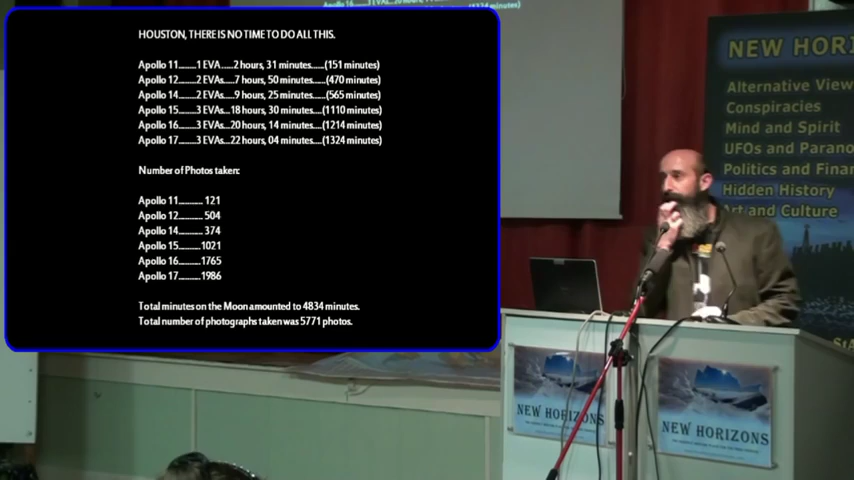 HOUSTON, THERE IS NO TIME TO DO ALL THIS.
Apollo 11.........1 EVA......2 hours, 31 minutes......(151 minutes)
Apollo 12.........2 EVAs....7 hours, 50 minutes......(470 minutes)
Apollo 14.........2 EVAs....9 hours, 25 minutes......(565 minutes)
Apollo 15.........3 EVAs...18 hours, 30 minutes....(1110 minutes)
Apollo 16.........3 EVAs...20 hours, 14 minutes....(1214 minutes)
Apollo 17.........3 EVAs...22 hours, 04 minutes....(1324 minutes)
Number of Photos taken:
Apollo 11........... 121
Apollo 12........... 504
Apollo 14........... 374
Apollo 15..........1021
Apollo 16..........1765
Apollo 17..........1986
Total minutes on the Moon amounted to 4834 minutes.
Total number of photographs taken was 5771 photos.
NEW HORI
Alternative View
Conspiracies
Mind and Spirit
UFOs and Parano
Politics and Finan
Hidden History
Art and Culture
NEW HORIZONS
NEW HORIZONS